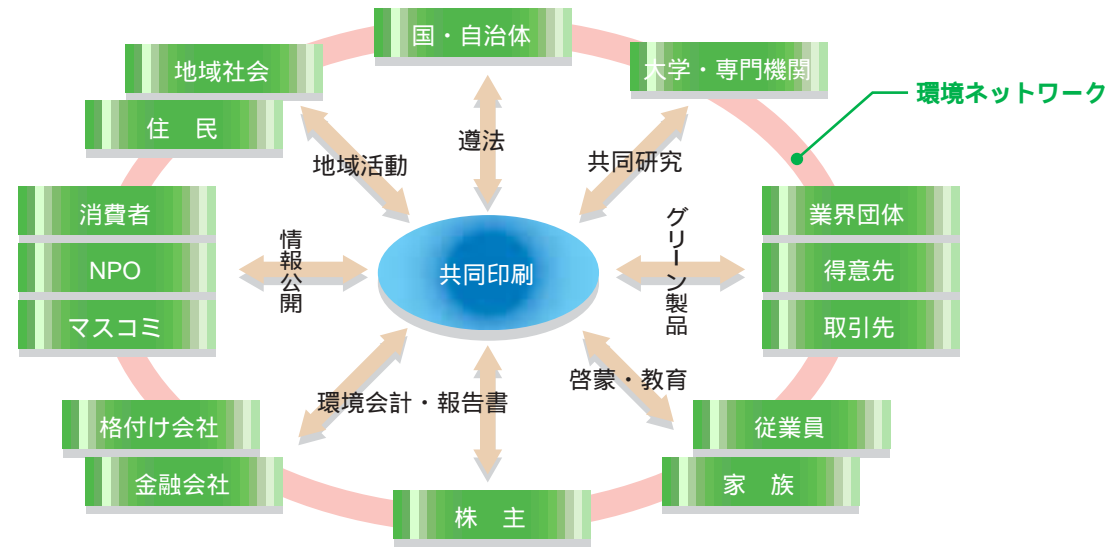 国・自治体
地域社会
大学・専門機関
環境ネットワーク
住　民
遵法
地域活動
共同研究
消費者
業界団体
情報公開
グリーン製品
NPO
共同印刷
得意先
マスコミ
取引先
啓蒙・教育
環境会計・報告書
格付け会社
従業員
金融会社
家　族
株　主